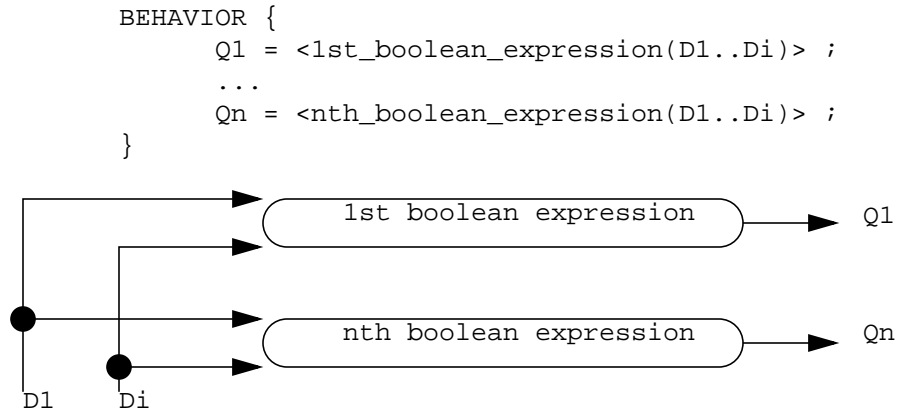 BEHAVIOR {
Q1 = <1st_boolean_expression(D1..Di)> ;
...
Qn = <nth_boolean_expression(D1..Di)> ;
}
1st boolean expression Q1
nth boolean expression Qn
D1 Di